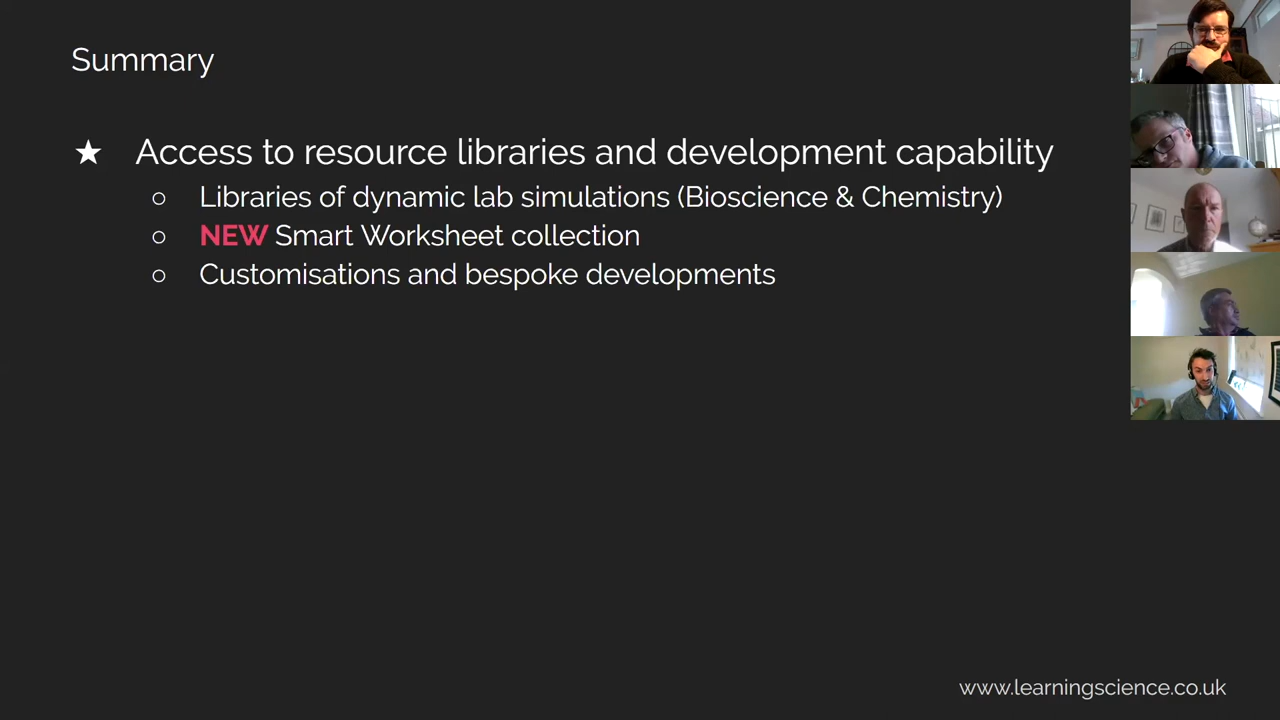 Summary
★ Access to resource libraries and development capability
○ Libraries of dynamic lab simulations (Bioscience & Chemistry)
○ NEW Smart Worksheet collection
○ Customisations and bespoke developments
www.learningscience.co.uk